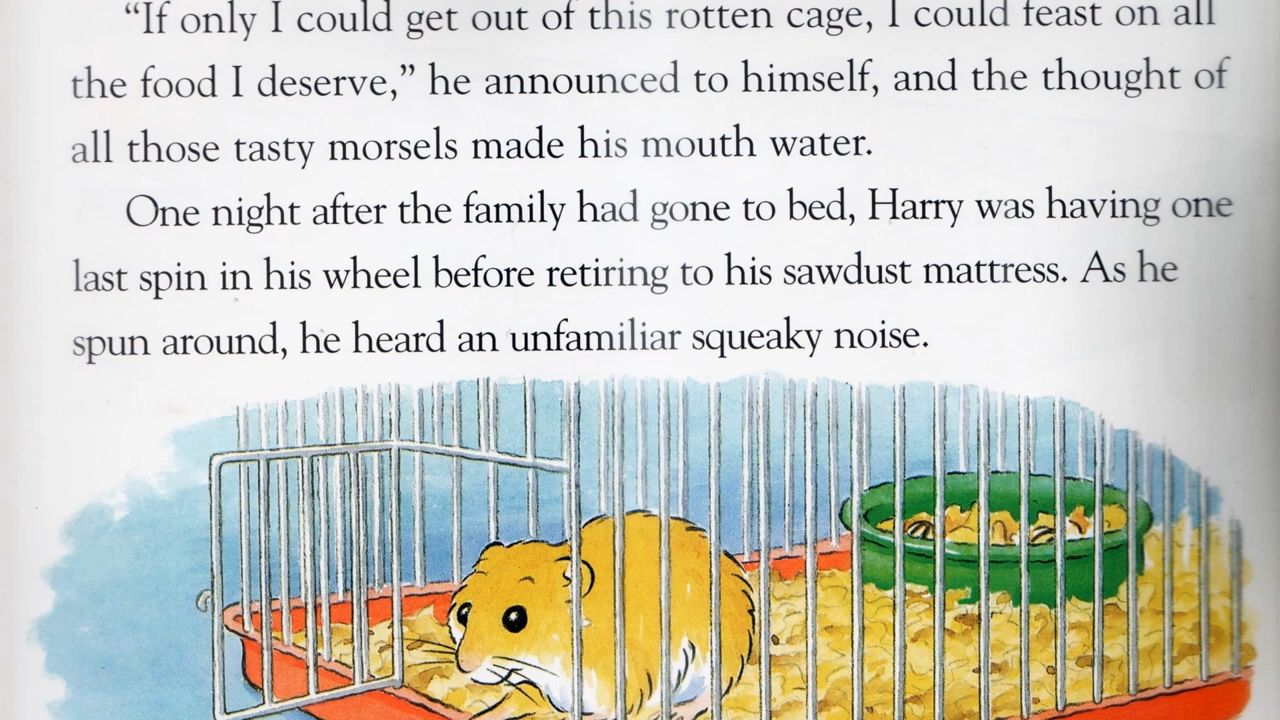 “If only I could get out of this rotten cage, I could feast on all
the food I deserve,” he announced to himself, and the thought of
all those tasty morsels made his mouth water.
One night after the family had gone to bed, Harry was having one
last spin in his wheel before retiring to his sawdust mattress. As he
spun around, he heard an unfamiliar squeaky noise.